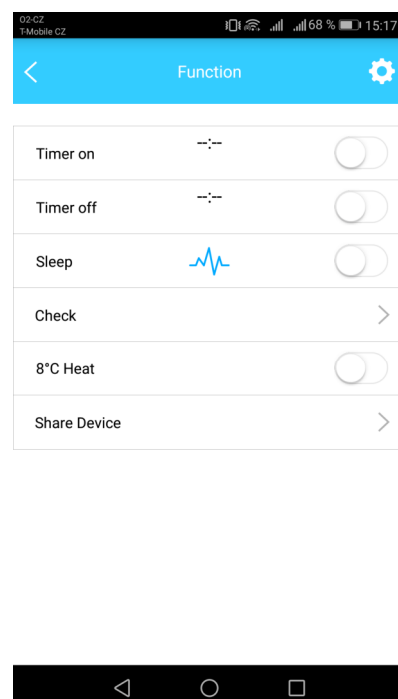 O2-CZ
T-Mobile CZ
68 % 15:17
Function
Timer on --:--
Timer off --:--
Sleep
Check
8°C Heat
Share Device